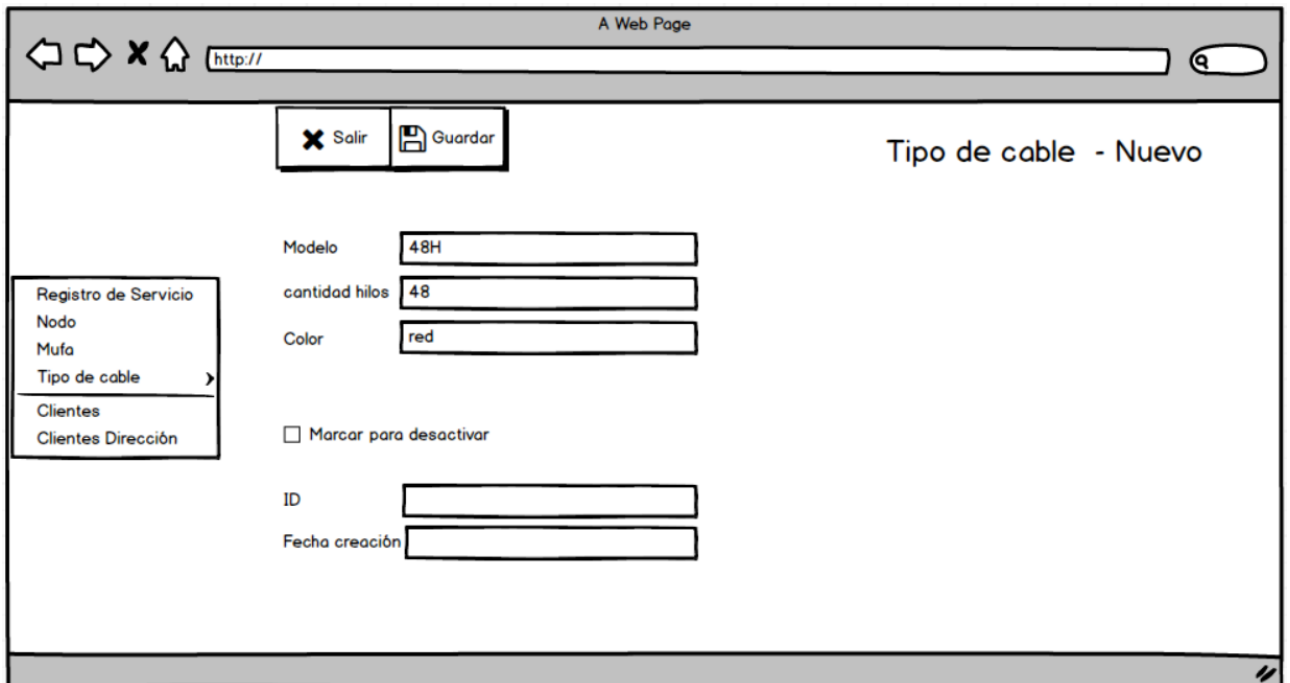 A Web Page
http://
Salir
Guardar
Tipo de cable - Nuevo
Modelo
48H
cantidad hilos
48
Color
red
Registro de Servicio
Nodo
Mufa
Tipo de cable
Clientes
Clientes Dirección
Marcar para desactivar
ID
Fecha creación